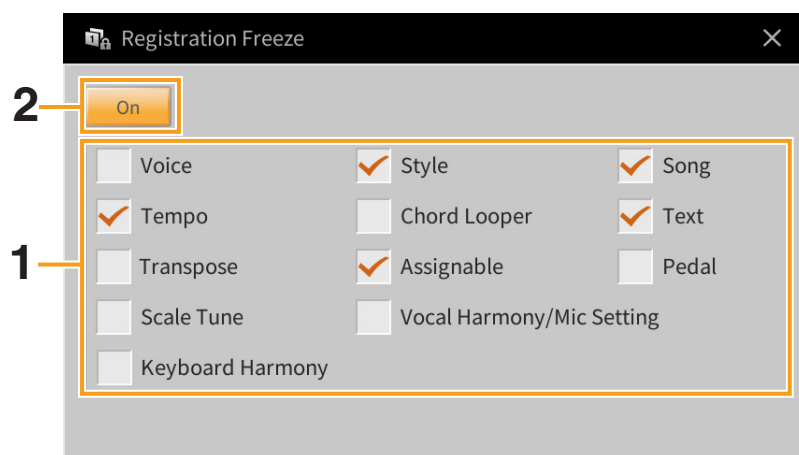 Registration Freeze
2
On
Voice Style Song
Tempo Chord Looper Text
1
Transpose Assignable Pedal
Scale Tune Vocal Harmony/Mic Setting
Keyboard Harmony